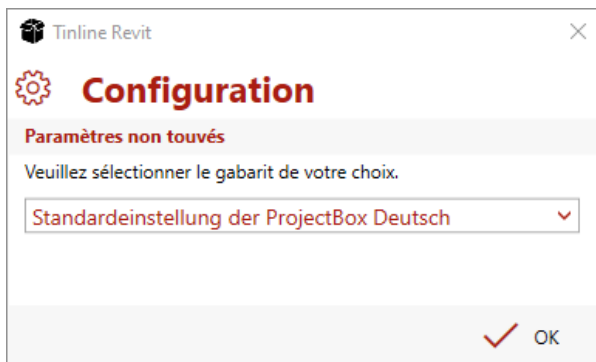 Tinline Revit
Configuration
Paramètres non touvés
Veuillez sélectionner le gabarit de votre choix.
Standardeinstellung der ProjectBox Deutsch
OK